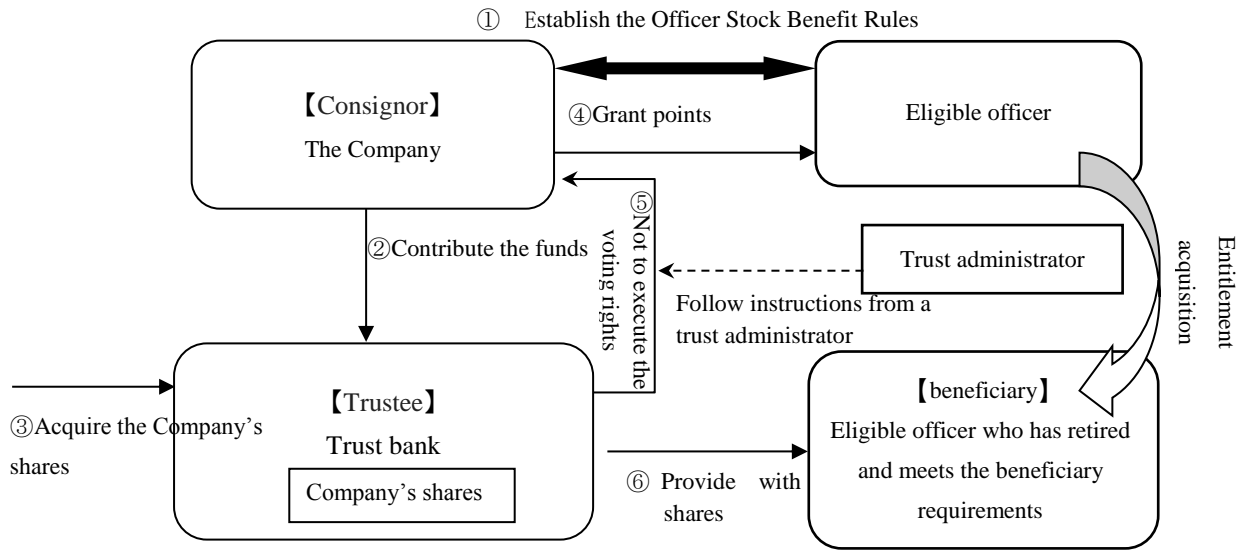 ① Establish the Officer Stock Benefit Rules
【Consignor】
The Company
④Grant points
Eligible officer
②Contribute the funds
⑤Not to execute the
voting rights
Trust administrator
Follow instructions from a
trust administrator
Entitlement
acquisition
③Acquire the Company's
shares
【Trustee】
Trust bank
Company's shares
⑥ Provide with
shares
【beneficiary】
Eligible officer who has retired
and meets the beneficiary
requirements